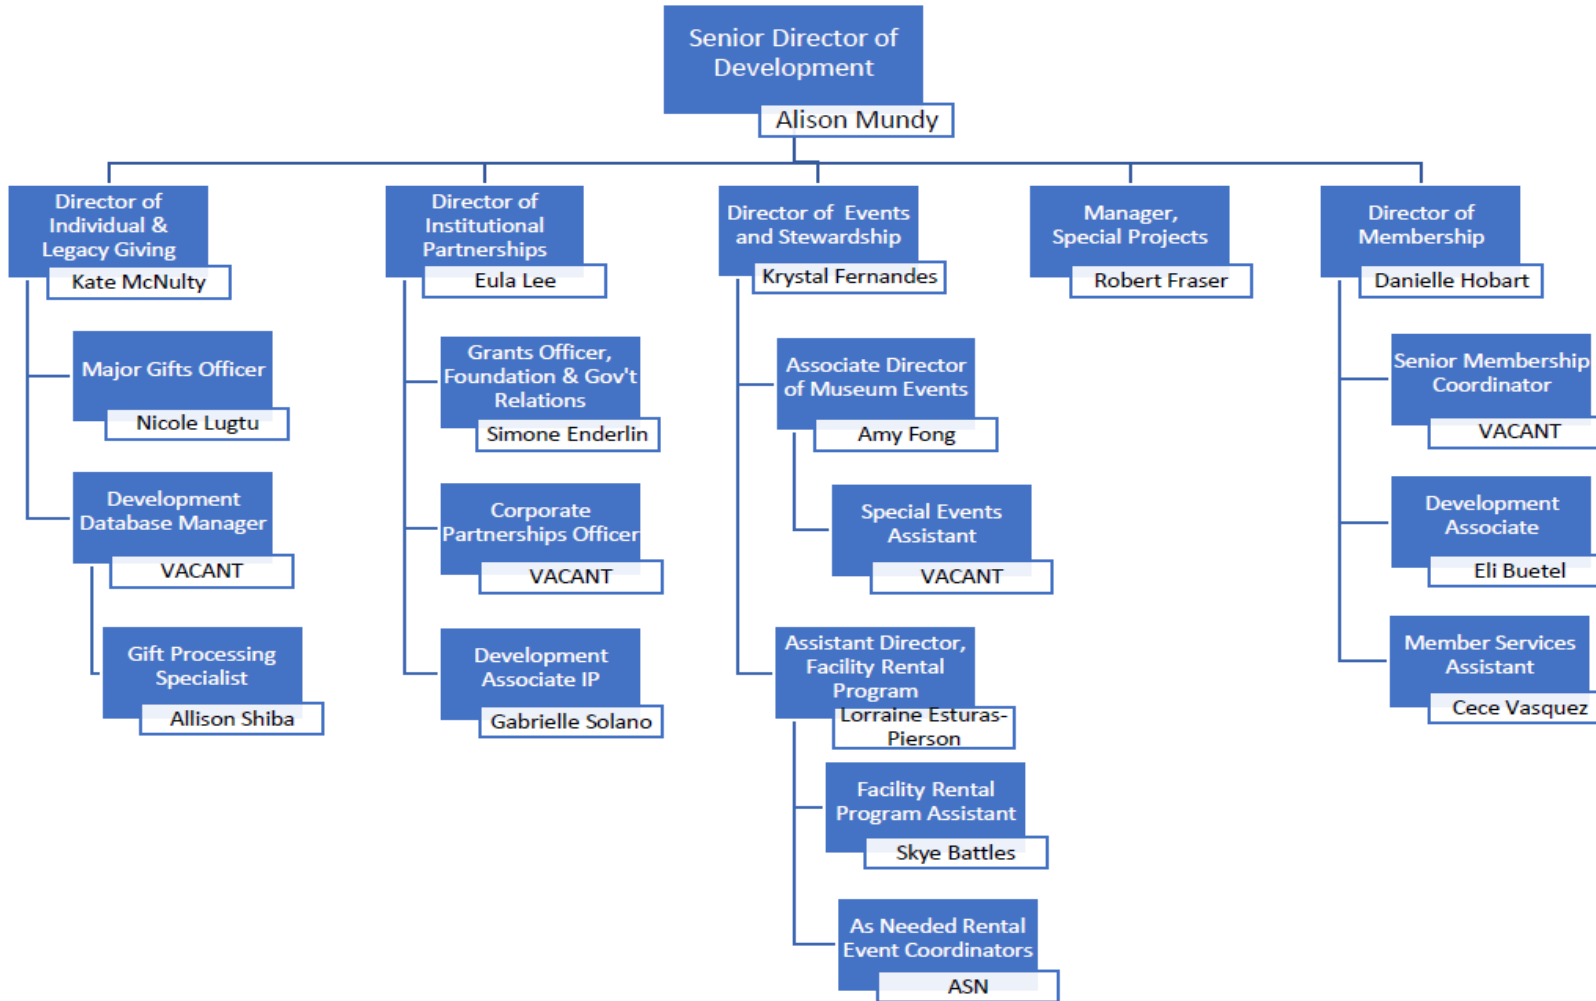 Senior Director of
Development
Alison Mundy
Director of
Individual &
Legacy Giving
Kate McNulty
Director of
Institutional
Partnerships
Eula Lee
Director of Events
and Stewardship
Krystal Fernandes
Manager,
Special Projects
Robert Fraser
Director of
Membership
Danielle Hobart
Major Gifts Officer
Nicole Lugtu
Development
Database Manager
VACANT
Gift Processing
Specialist
Allison Shiba
Grants Officer,
Foundation & Gov't
Relations
Simone Enderlin
Corporate
Partnerships Officer
VACANT
Development
Associate IP
Gabrielle Solano
Associate Director
of Museum Events
Amy Fong
Special Events
Assistant
VACANT
Assistant Director,
Facility Rental
Program
Lorraine Esturas-
Pierson
Facility Rental
Program Assistant
Skye Battles
As Needed Rental
Event Coordinators
ASN
Senior Membership
Coordinator
VACANT
Development
Associate
Eli Buetel
Member Services
Assistant
Cece Vasquez